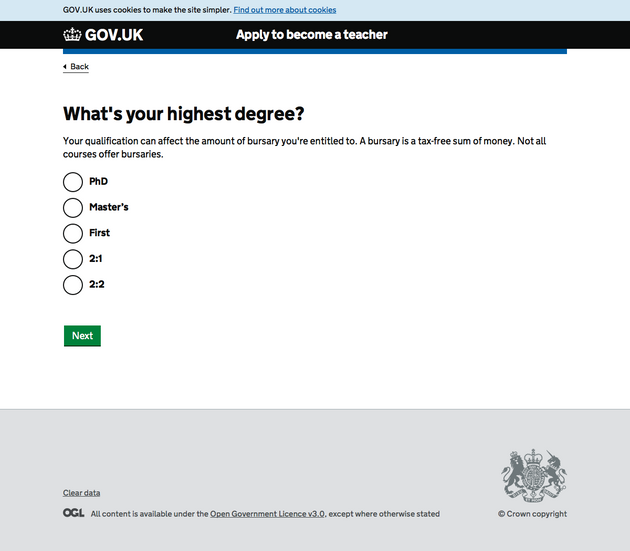 GOV.UK uses cookies to make the site simpler. Find out more about cookies
GOV.UK Apply to become a teacher
Back
What's your highest degree?
Your qualification can affect the amount of bursary you're entitled to. A bursary is a tax-free sum of money. Not all
courses offer bursaries.
PhD
Master's
First
2:1
2:2
Next
Clear data
OGL All content is available under the Open Government Licence v3.0, except where otherwise stated
© Crown copyright